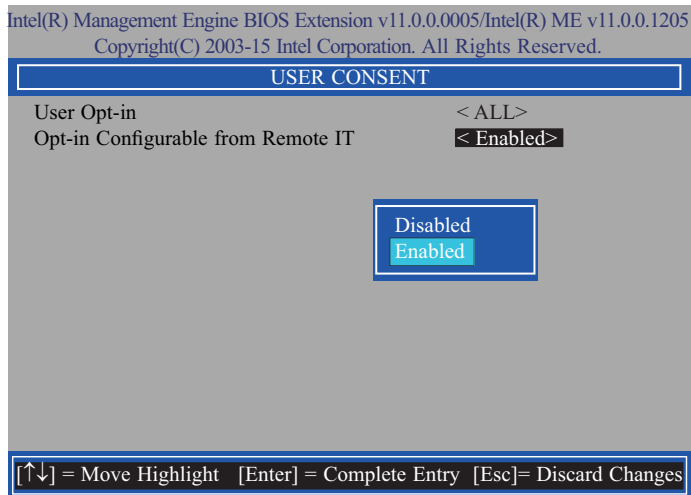 Intel(R) Management Engine BIOS Extension v11.0.0.0005/Intel(R) ME v11.0.0.1205
Copyright(C) 2003-15 Intel Corporation. All Rights Reserved.
USER CONSENT
User Opt-in < ALL>
Opt-in Configurable from Remote IT < Enabled>
Disabled
Enabled
[↑↓] = Move Highlight [Enter] = Complete Entry [Esc]= Discard Changes